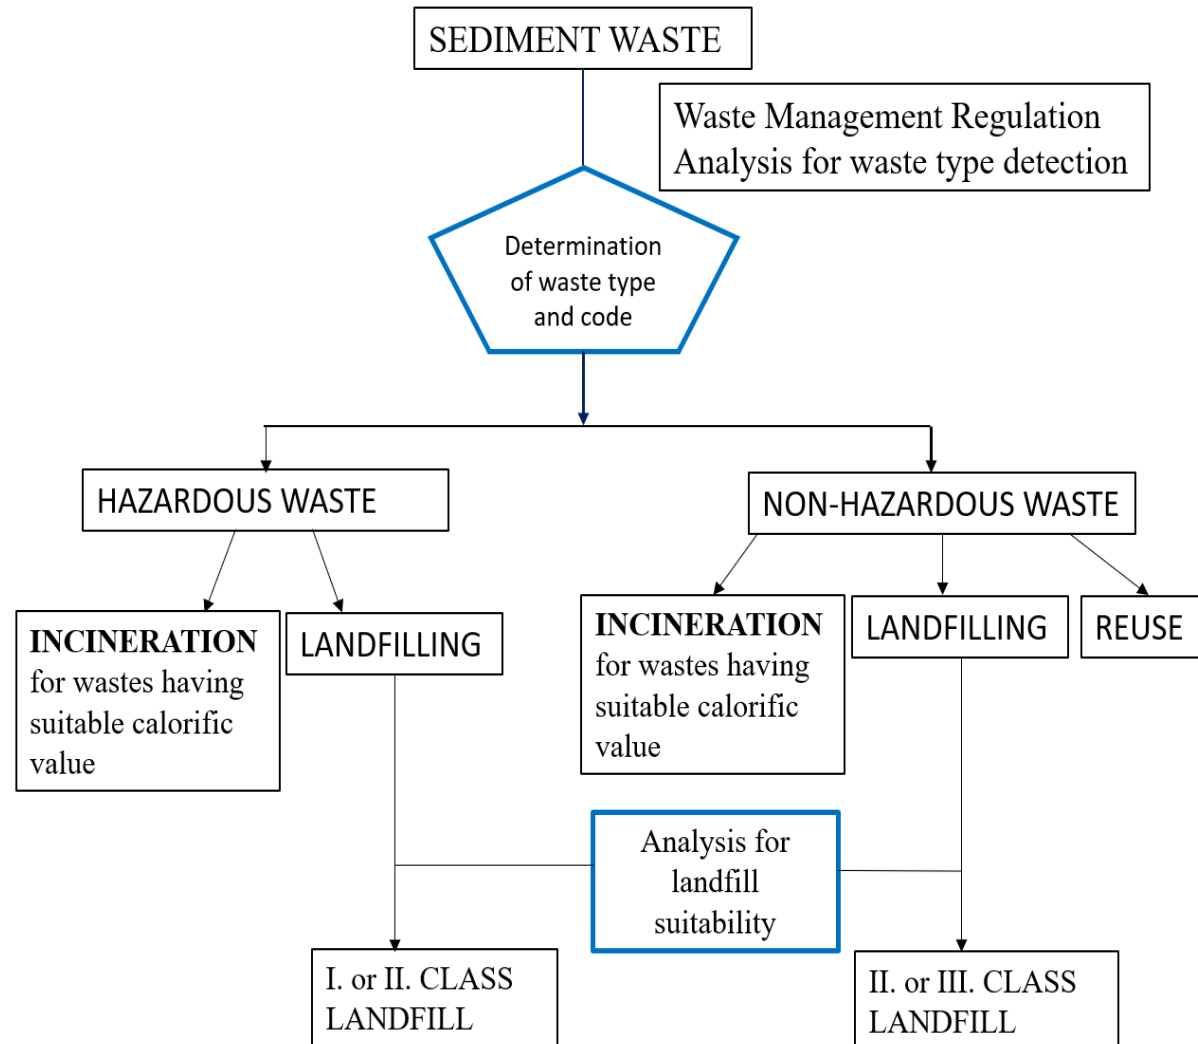 SEDIMENT WASTE
Waste Management Regulation
Analysis for waste type detection
Determination
of waste type
and code
HAZARDOUS WASTE
NON-HAZARDOUS WASTE
INCINERATION
for wastes having
suitable calorific
value
LANDFILLING
INCINERATION
for wastes having
suitable calorific
value
LANDFILLING
REUSE
Analysis for
landfill
suitability
I. or II. CLASS
LANDFILL
II. or III. CLASS
LANDFILL